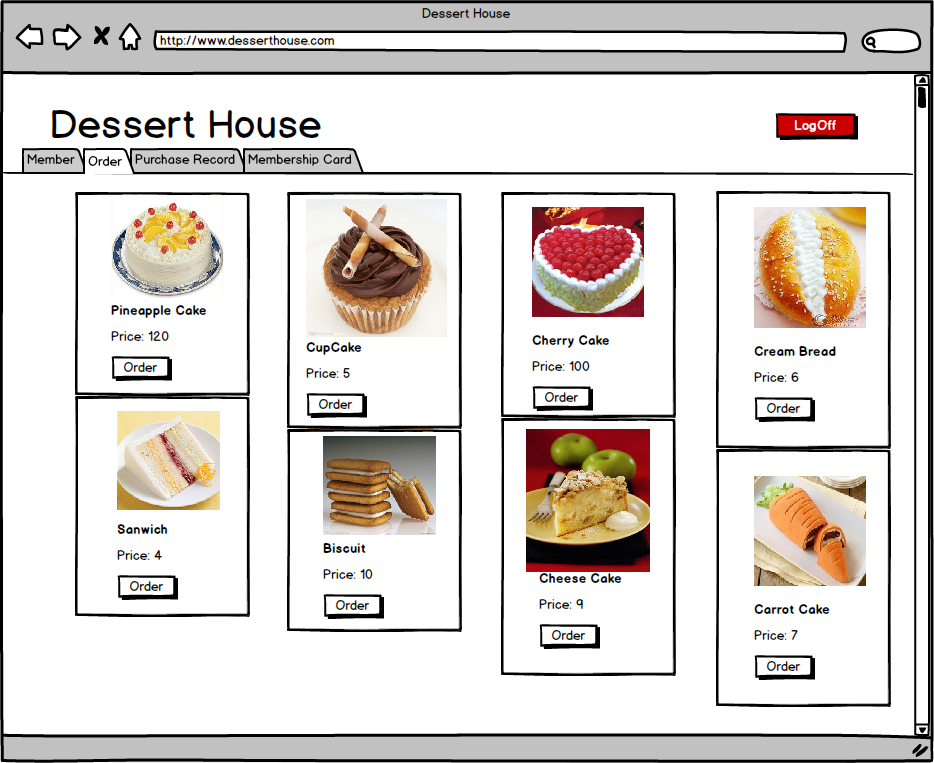 Dessert House
http://www.desserthouse.com
Dessert House
LogOff
Member
Order
Purchase Record
Membership Card
Pineapple Cake
Price: 120
Order
CupCake
Price: 5
Order
Cherry Cake
Price: 100
Order
Cream Bread
Price: 6
Order
Sanwich
Price: 4
Order
Biscuit
Price: 10
Order
Cheese Cake
Price: 9
Order
Carrot Cake
Price: 7
Order